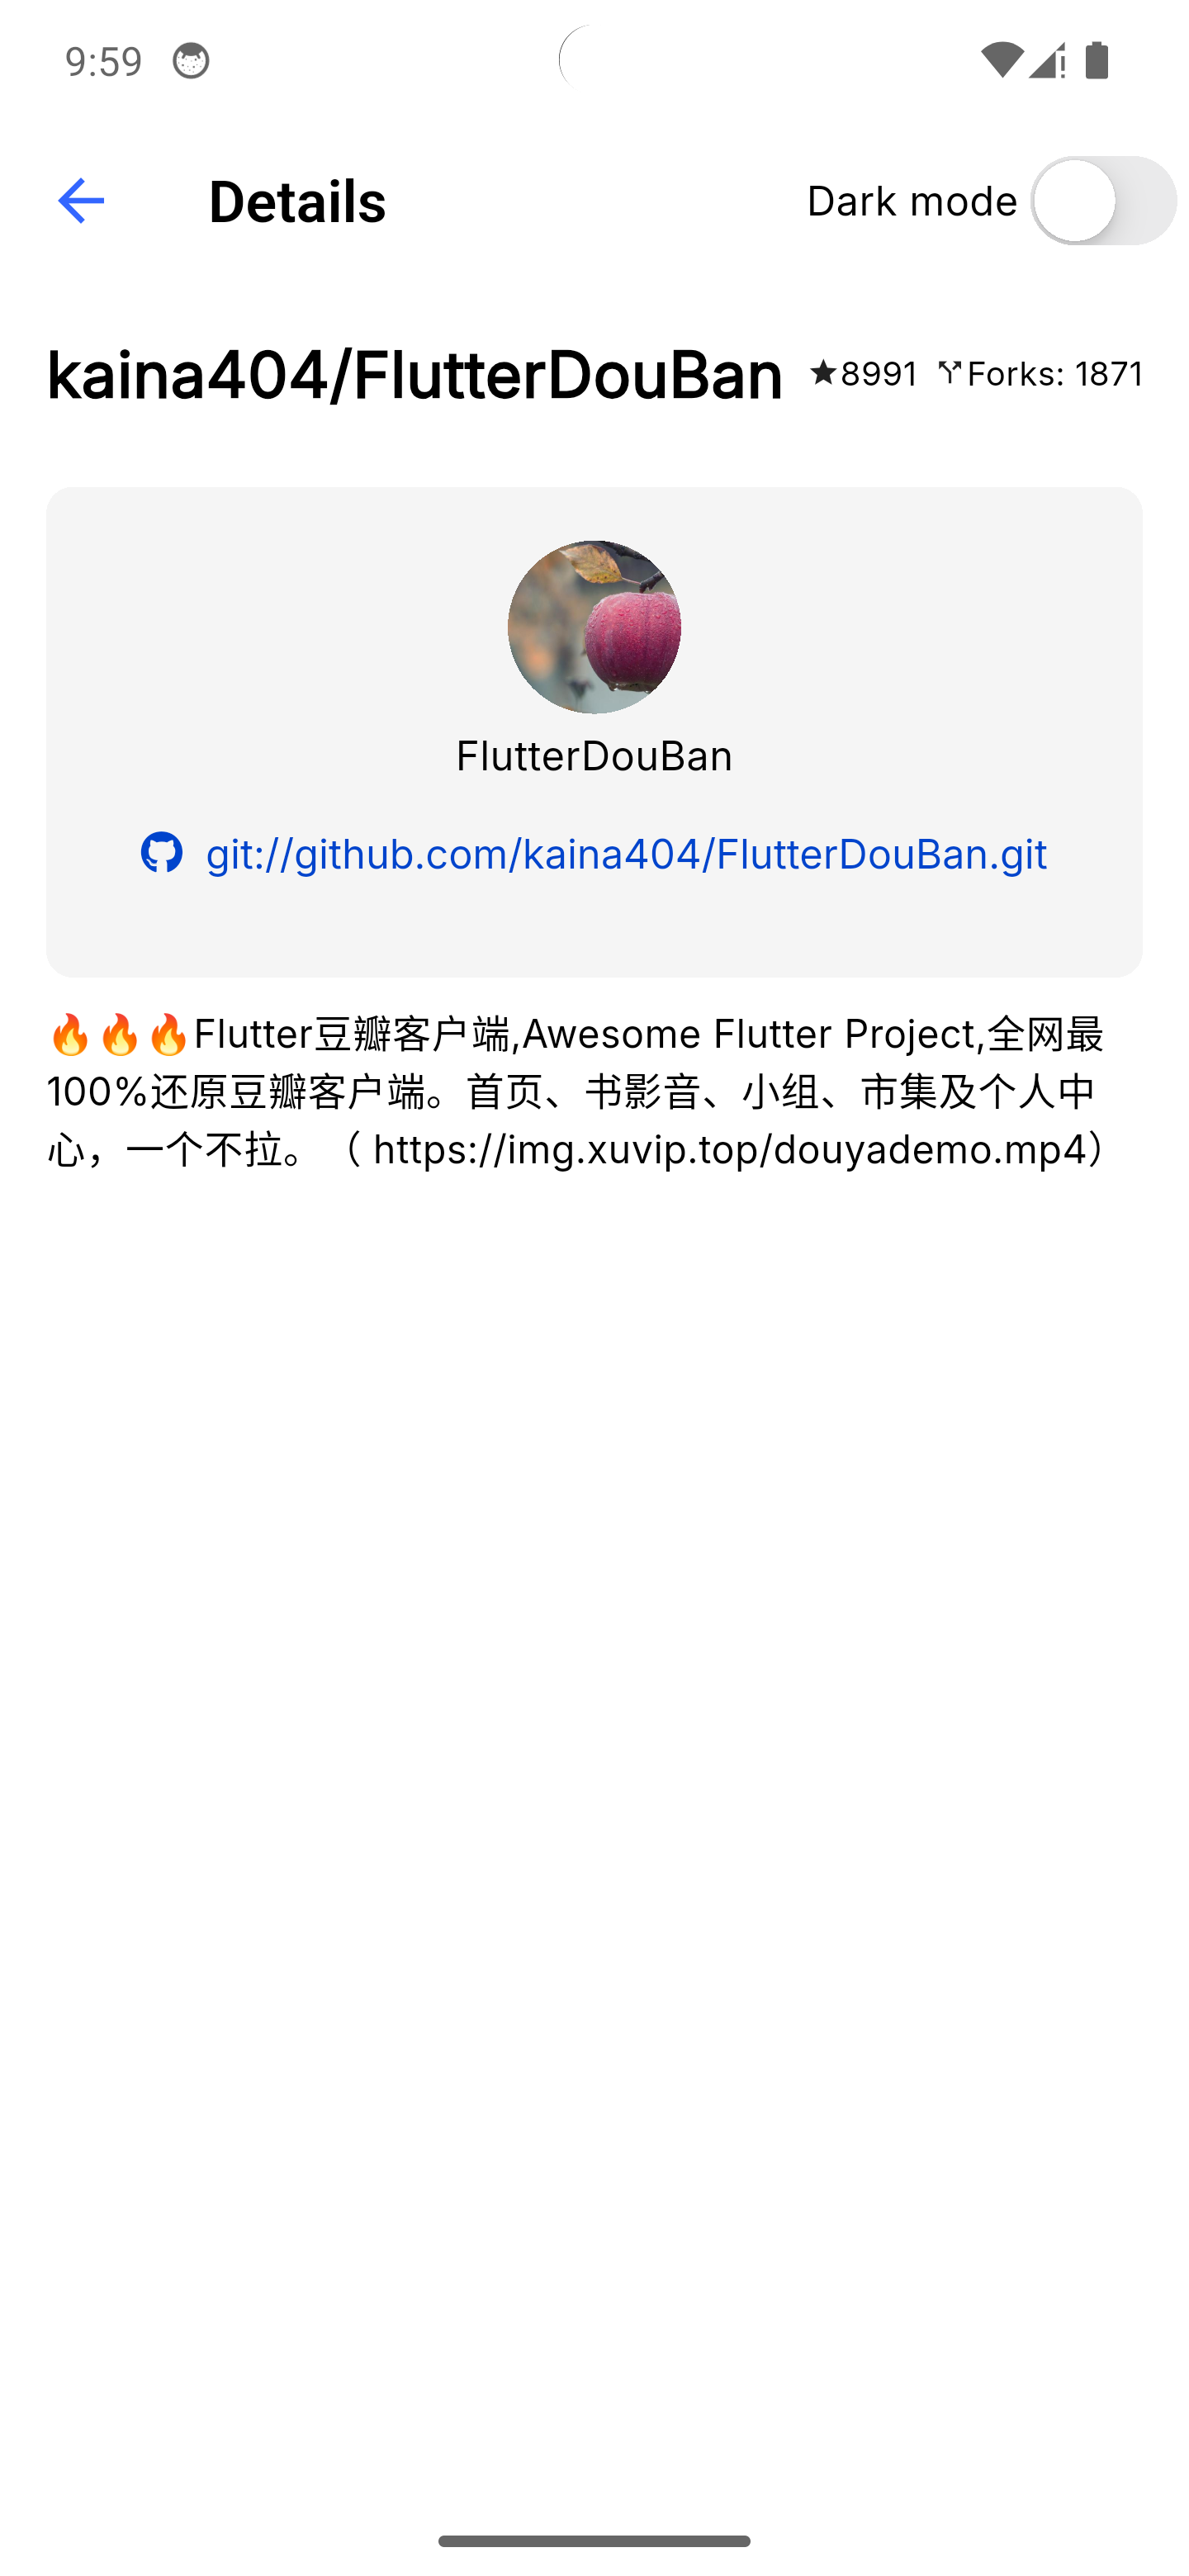 9:59
Details
Dark mode
kaina404/FlutterDouBan
★8991 Forks: 1871
FlutterDouBan
git://github.com/kaina404/FlutterDouBan.git
🔥🔥🔥Flutter豆瓣客户端,Awesome Flutter Project,全网最
100%还原豆瓣客户端。首页、书影音、小组、市集及个人中
心，一个不拉。（ https://img.xuvip.top/douyademo.mp4）